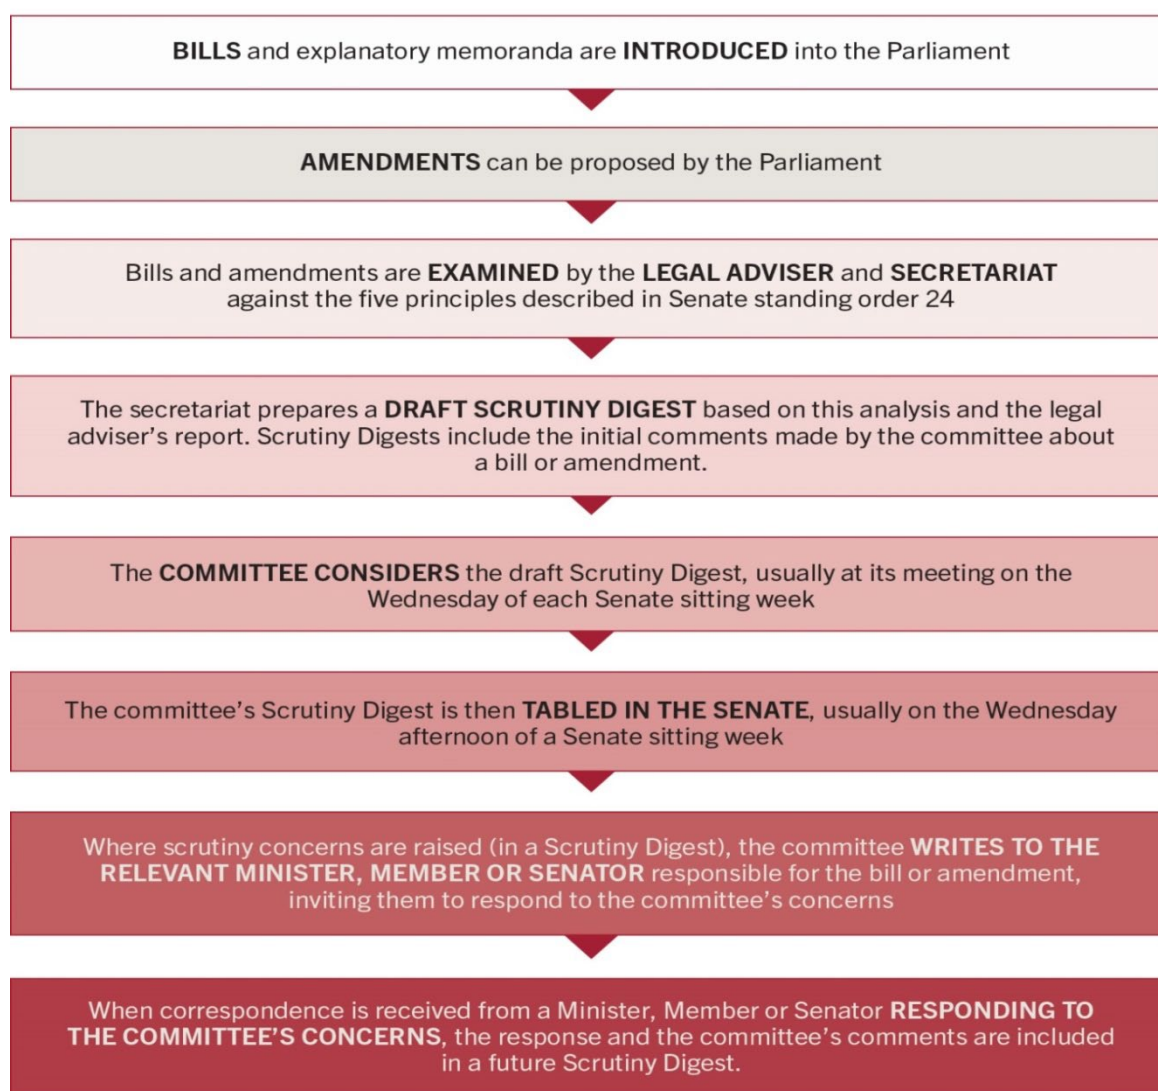 BILLS and explanatory memoranda are INTRODUCED into the Parliament
AMENDMENTS can be proposed by the Parliament
Bills and amendments are EXAMINED by the LEGAL ADVISER and SECRETARIAT
against the five principles described in Senate standing order 24
The secretariat prepares a DRAFT SCRUTINY DIGEST based on this analysis and the legal
adviser’s report. Scrutiny Digests include the initial comments made by the committee about
a bill or amendment.
The COMMITTEE CONSIDERS the draft Scrutiny Digest, usually at its meeting on the
Wednesday of each Senate sitting week
The committee’s Scrutiny Digest is then TABLED IN THE SENATE, usually on the Wednesday
afternoon of a Senate sitting week
Where scrutiny concerns are raised (in a Scrutiny Digest), the committee WRITES TO THE
RELEVANT MINISTER, MEMBER OR SENATOR responsible for the bill or amendment,
inviting them to respond to the committee’s concerns
When correspondence is received from a Minister, Member or Senator RESPONDING TO
THE COMMITTEE’S CONCERNS, the response and the committee’s comments are included
in a future Scrutiny Digest.